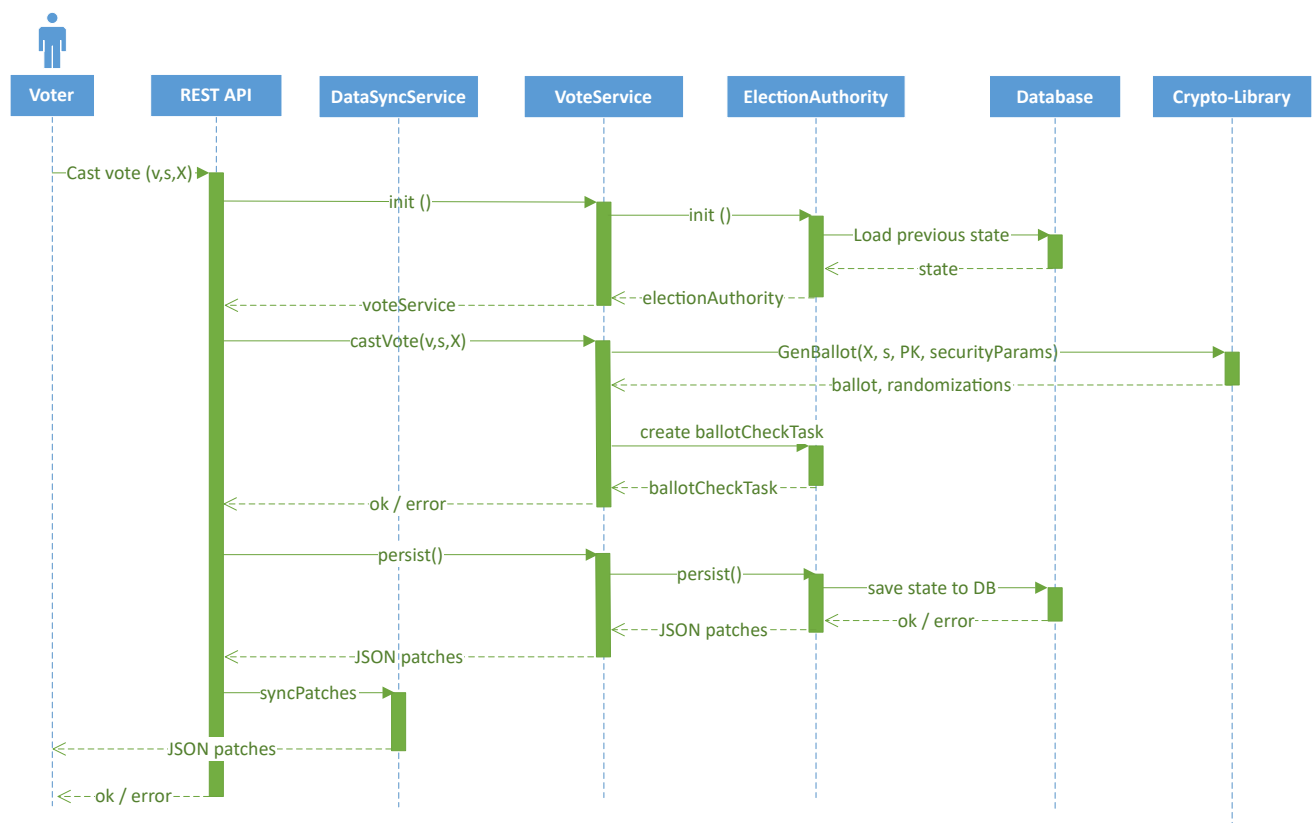 Voter
REST API
DataSyncService
VoteService
ElectionAuthority
Database
Crypto-Library
Cast vote (v,s,X)
init ()
init ()
Load previous state
state
electionAuthority
voteService
castVote(v,s,X)
GenBallot(X, s, PK, securityParams)
ballot, randomizations
create ballotCheckTask
ballotCheckTask
ok / error
persist()
persist()
save state to DB
ok / error
JSON patches
JSON patches
syncPatches
JSON patches
ok / error